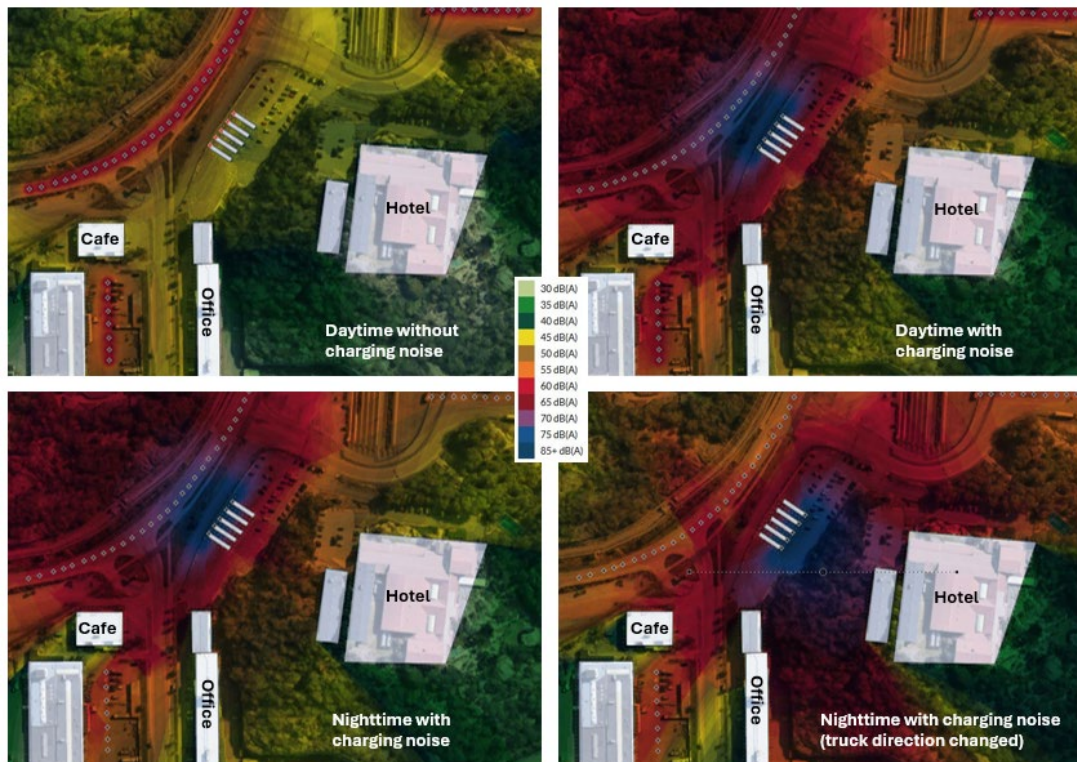 Cafe
Office
Hotel
Daytime without
charging noise
Cafe
Office
Hotel
Daytime with
charging noise
30 dB(A)
35 dB(A)
40 dB(A)
45 dB(A)
50 dB(A)
55 dB(A)
60 dB(A)
65 dB(A)
70 dB(A)
75 dB(A)
85+ dB(A)
Cafe
Office
Hotel
Nighttime with
charging noise
Cafe
Office
Hotel
Nighttime with charging noise
(truck direction changed)